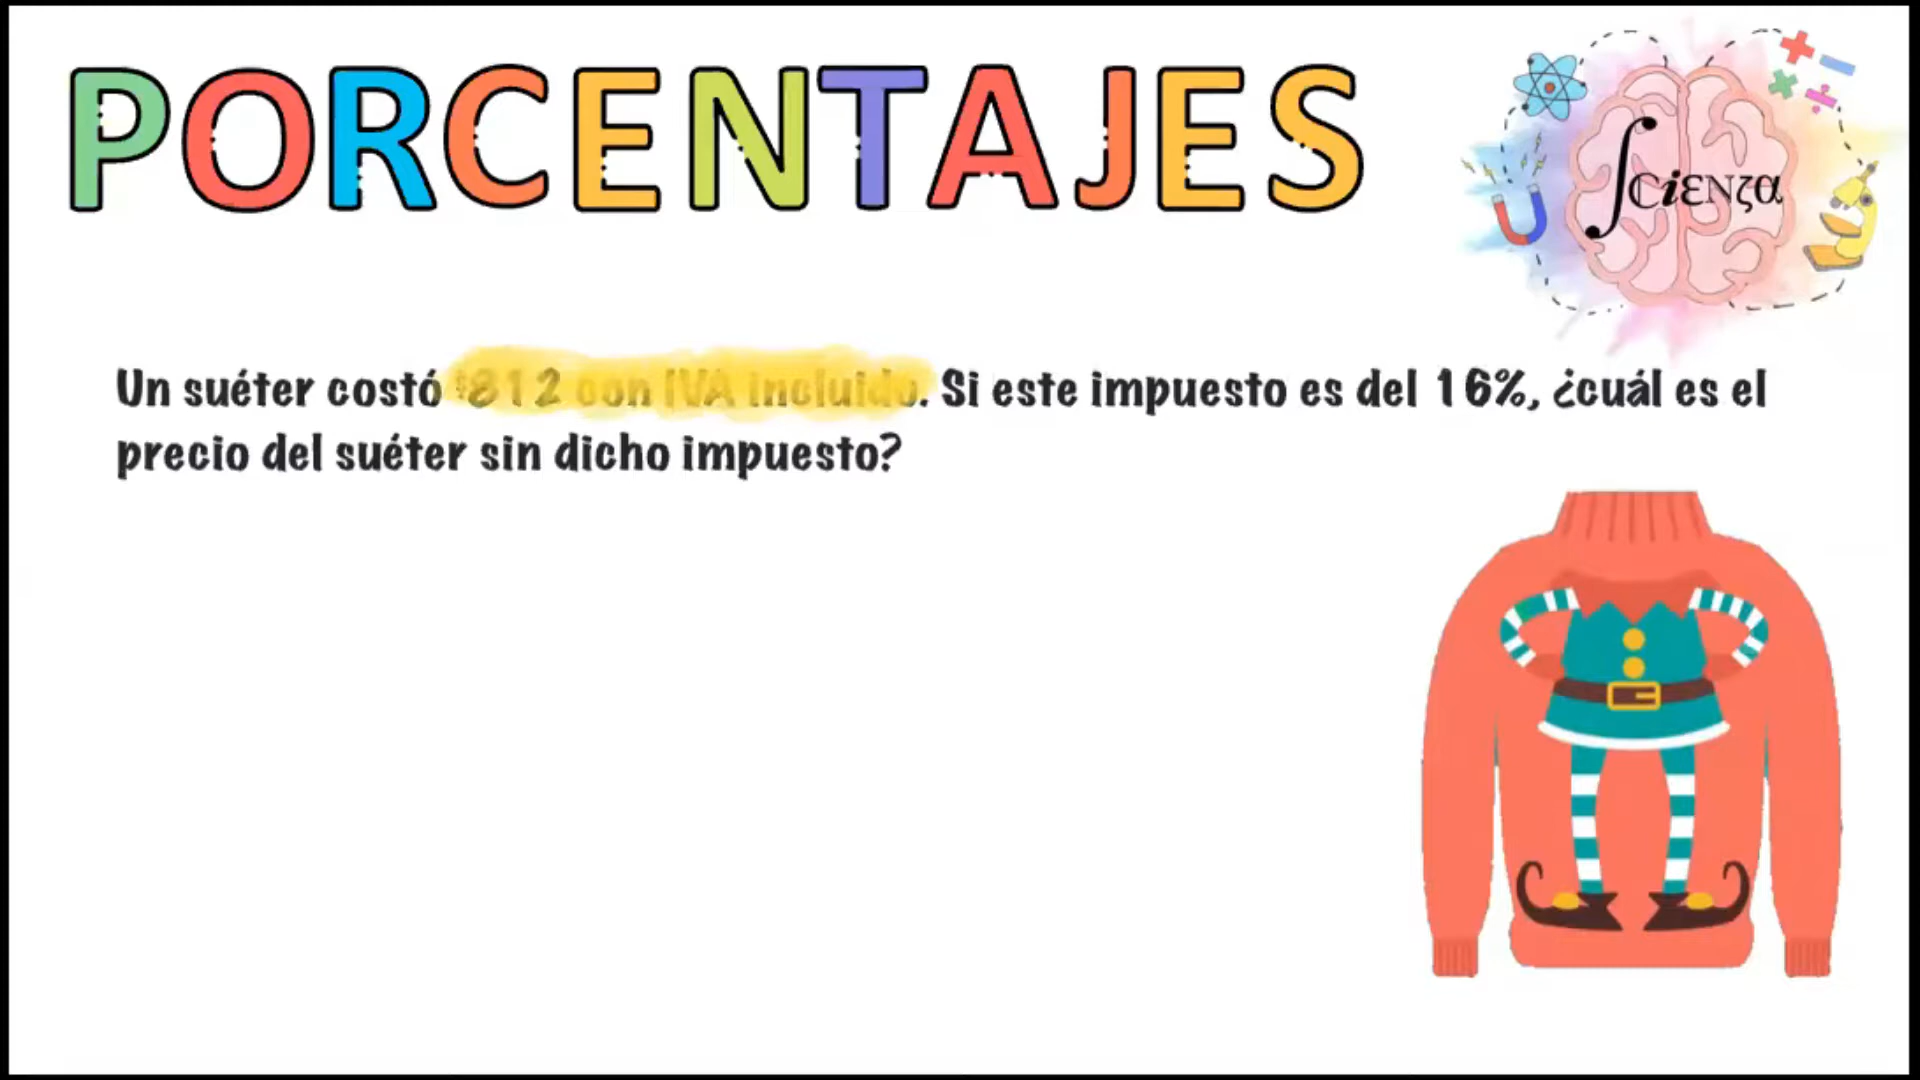 PORCENTAJES
∫CiENζα
Un suéter costó $812 con IVA incluido. Si este impuesto es del 16%, ¿cuál es el
precio del suéter sin dicho impuesto?